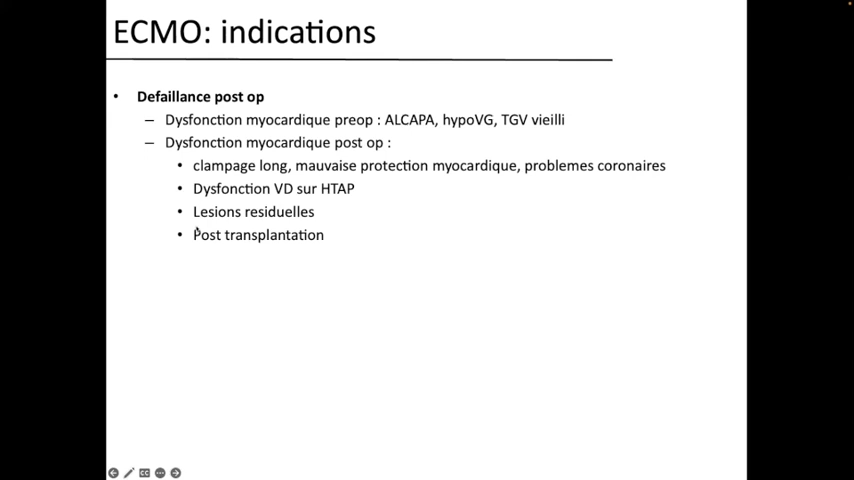 ECMO: indications
• Defaillance post op
– Dysfonction myocardique preop : ALCAPA, hypoVG, TGV vieilli
– Dysfonction myocardique post op :
• clampage long, mauvaise protection myocardique, problemes coronaires
• Dysfonction VD sur HTAP
• Lesions residuelles
• Post transplantation
CC